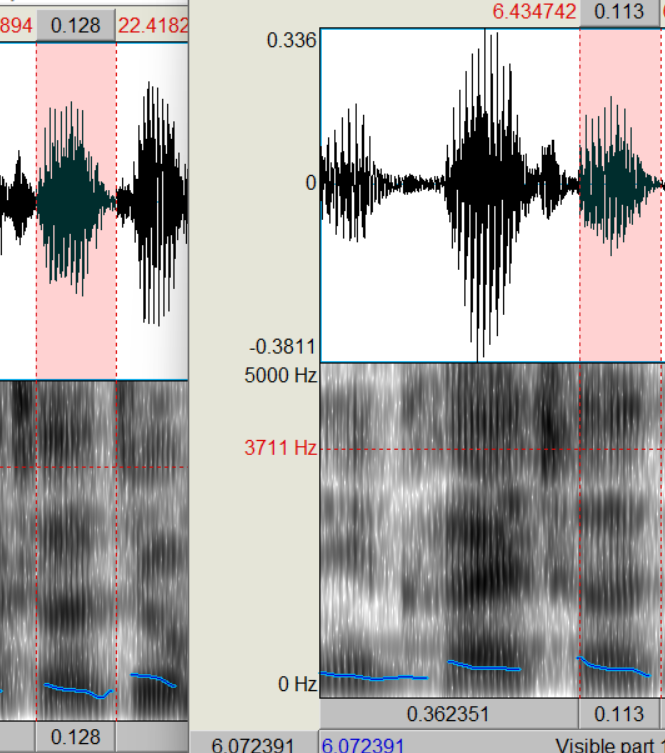 894 0.128 22.4182
6.434742 0.113
0.336
0
-0.3811
5000 Hz
3711 Hz
0 Hz
0.128
0.362351 0.113
6.072391 6.072391 Visible part